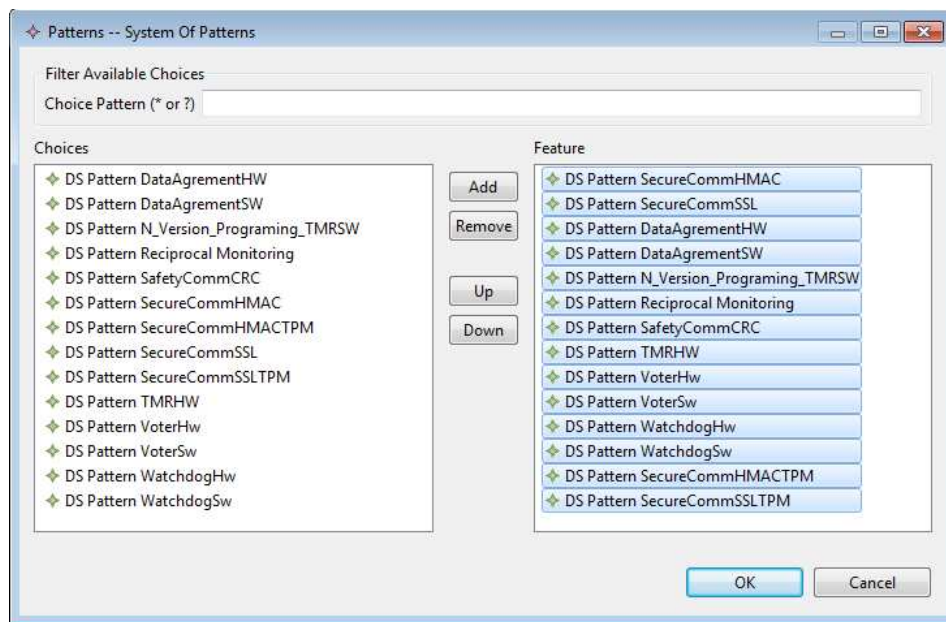 Patterns -- System Of Patterns
Filter Available Choices
Choice Pattern (* or ?)
Choices
DS Pattern DataAgrementHW
DS Pattern DataAgrementSW
DS Pattern N_Version_Programing_TMRSW
DS Pattern Reciprocal Monitoring
DS Pattern SafetyCommCRC
DS Pattern SecureCommHMAC
DS Pattern SecureCommHMACTPM
DS Pattern SecureCommSSL
DS Pattern SecureCommSSLTPM
DS Pattern TMRHW
DS Pattern VoterHw
DS Pattern VoterSw
DS Pattern WatchdogHw
DS Pattern WatchdogSw
Add
Remove
Up
Down
Feature
DS Pattern SecureCommHMAC
DS Pattern SecureCommSSL
DS Pattern DataAgrementHW
DS Pattern DataAgrementSW
DS Pattern N_Version_Programing_TMRSW
DS Pattern Reciprocal Monitoring
DS Pattern SafetyCommCRC
DS Pattern TMRHW
DS Pattern VoterHw
DS Pattern VoterSw
DS Pattern WatchdogHw
DS Pattern WatchdogSw
DS Pattern SecureCommHMACTPM
DS Pattern SecureCommSSLTPM
OK
Cancel